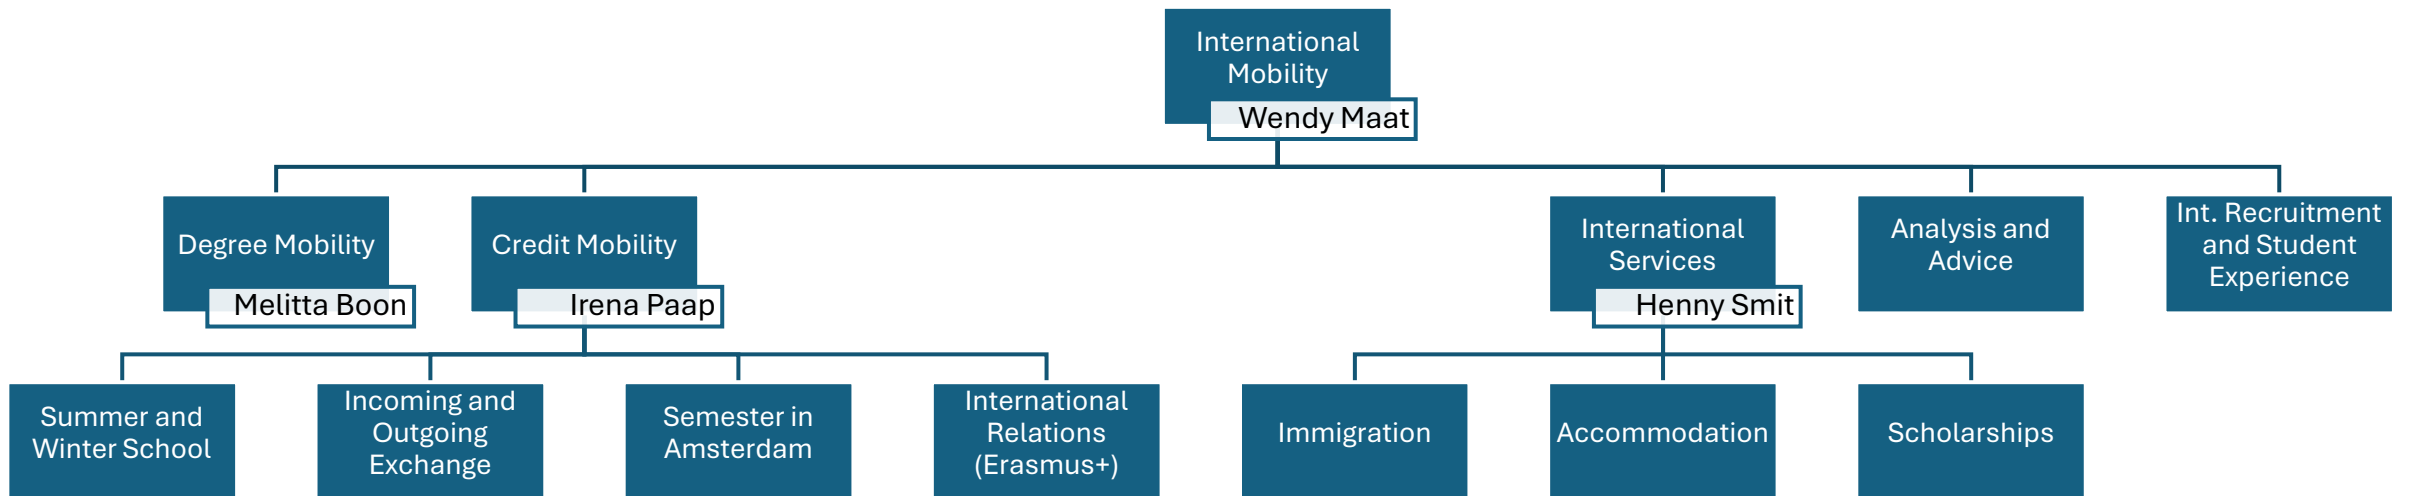 International
Mobility
Wendy Maat
Degree Mobility
Melitta Boon
Credit Mobility
Irena Paap
International
Services
Henny Smit
Analysis and
Advice
Int. Recruitment
and Student
Experience
Summer and
Winter School
Incoming and
Outgoing
Exchange
Semester in
Amsterdam
International
Relations
(Erasmus+)
Immigration
Accommodation
Scholarships